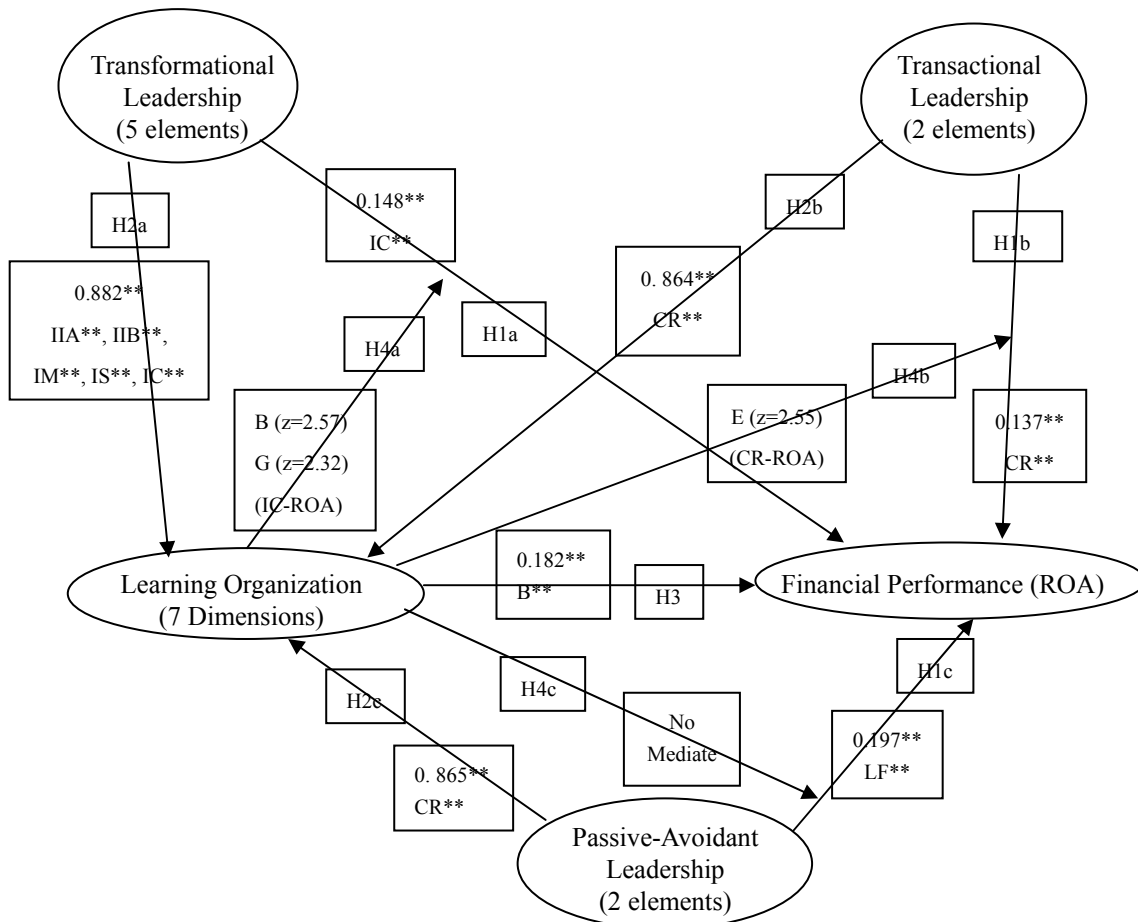 Transformational
Leadership
(5 elements)
Transactional
Leadership
(2 elements)
H2a
0.148**
IC**
H2b
H1b
0.882**
IIA**, IIB**,
IM**, IS**, IC**
H4a
H1a
0. 864**
CR**
H4b
B (z=2.57)
G (z=2.32)
(IC-ROA)
E (z=2.55)
(CR-ROA)
0.137**
CR**
Learning Organization
(7 Dimensions)
0.182**
B**
H3
Financial Performance (ROA)
H2c
H4c
H1c
No
Mediate
0.197**
LF**
0. 865**
CR**
Passive-Avoidant
Leadership
(2 elements)